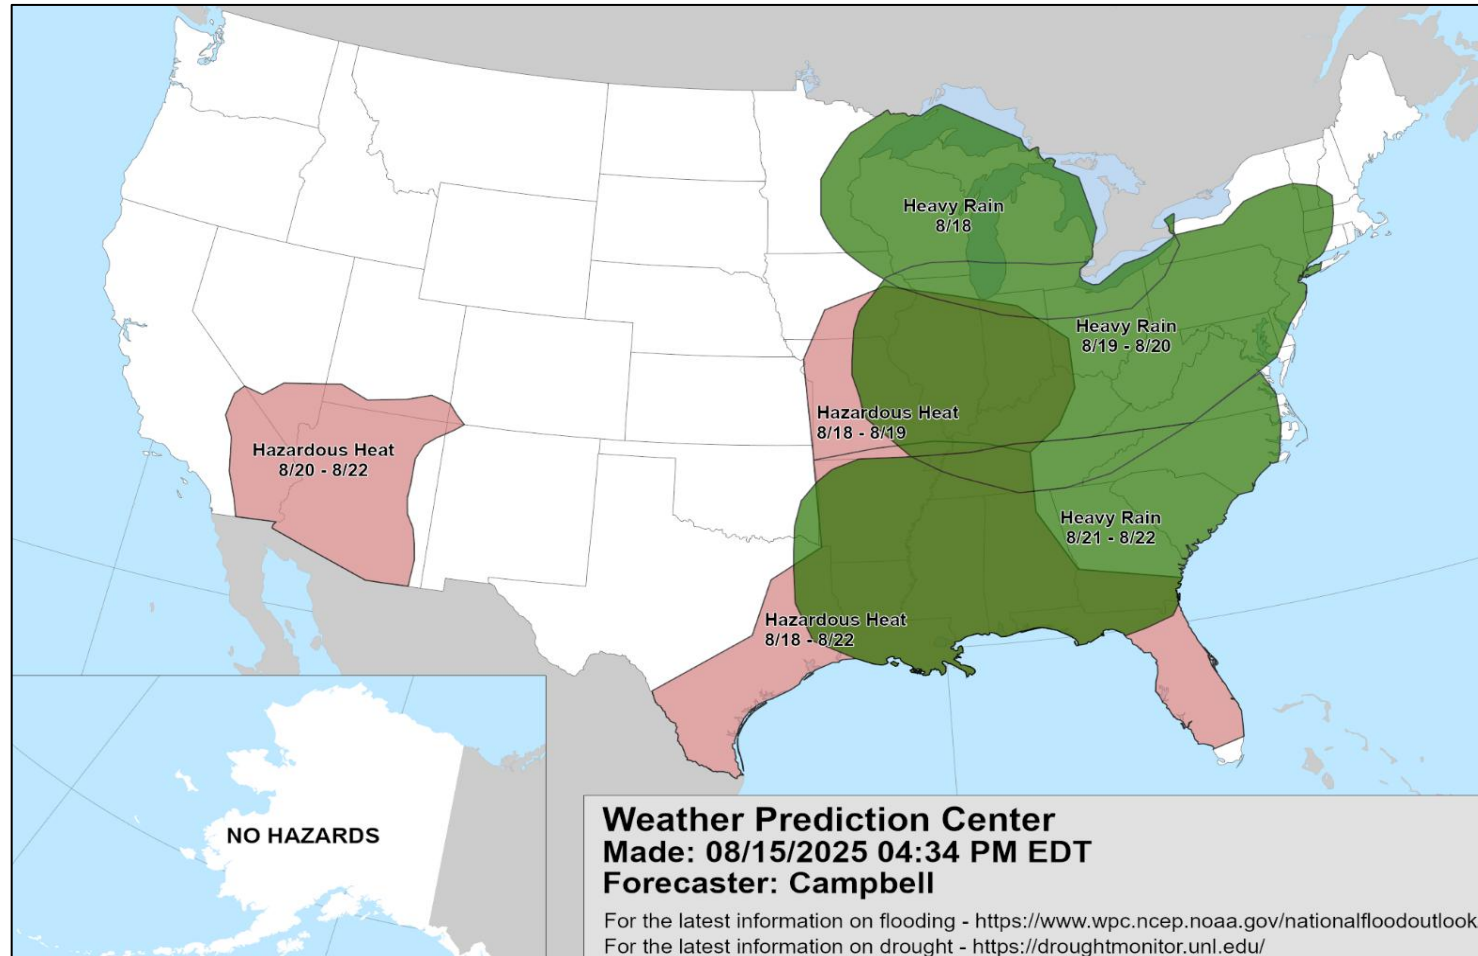 Heavy Rain
8/18
Heavy Rain
8/19 - 8/20
Hazardous Heat
8/18 - 8/19
Hazardous Heat
8/20 - 8/22
Heavy Rain
8/21 - 8/22
Hazardous Heat
8/18 - 8/22
NO HAZARDS
Weather Prediction Center
Made: 08/15/2025 04:34 PM EDT
Forecaster: Campbell
For the latest information on flooding - https://www.wpc.ncep.noaa.gov/nationalfloodoutlook
For the latest information on drought - https://droughtmonitor.unl.edu/